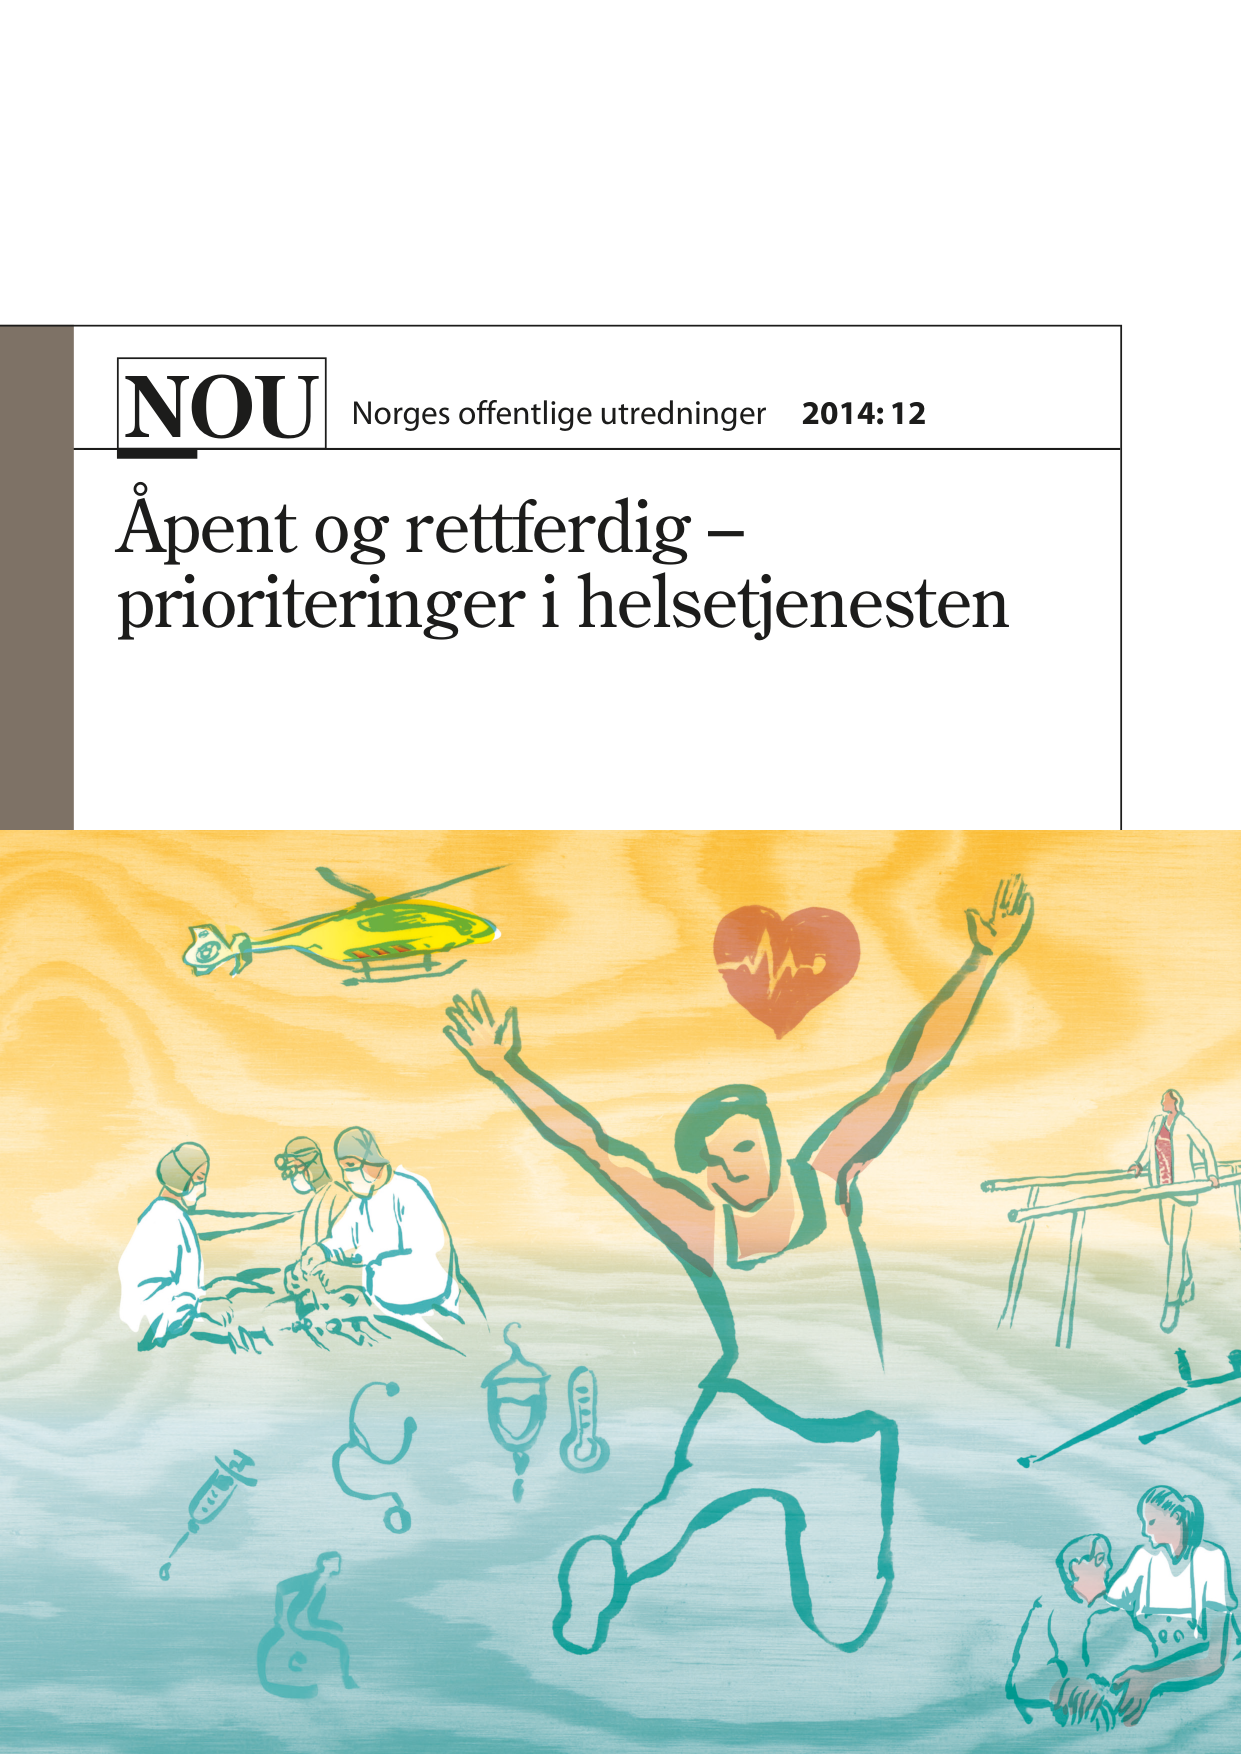 NOU Norges offentlige utredninger 2014: 12
Åpent og rettferdig –
prioriteringer i helsetjenesten